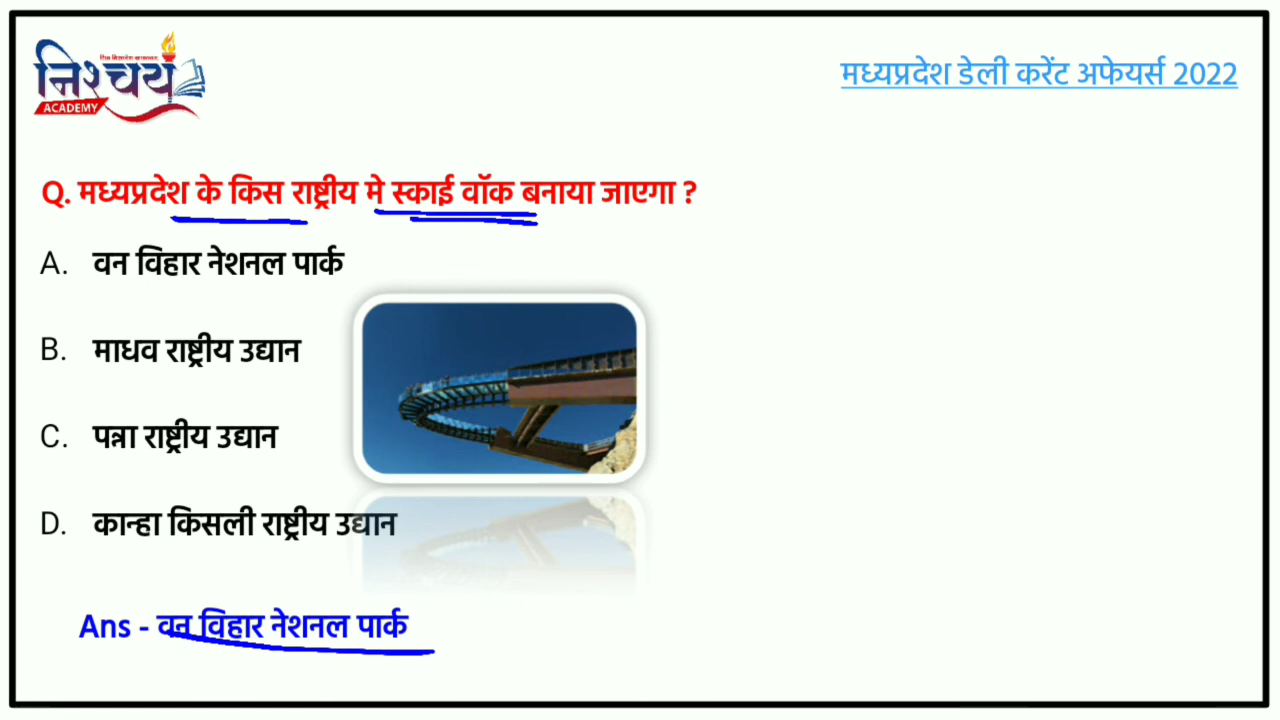 निश्चय
ACADEMY
मध्यप्रदेश डेली करेंट अफेयर्स 2022
Q. मध्यप्रदेश के किस राष्ट्रीय मे स्काई वॉक बनाया जाएगा ?
A. वन विहार नेशनल पार्क
B. माधव राष्ट्रीय उद्यान
C. पन्ना राष्ट्रीय उद्यान
D. कान्हा किसली राष्ट्रीय उद्यान
Ans - वन विहार नेशनल पार्क